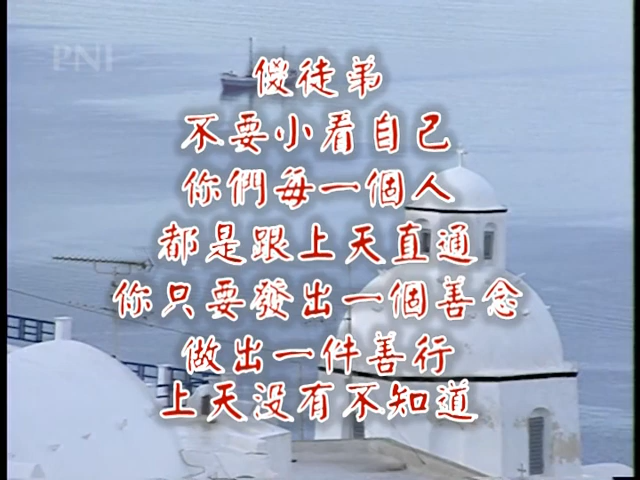 PNI
傻徒弟
不要小看自己
你們每一個人
都是跟上天直通
你只要發出一個善念
做出一件善行
上天没有不知道